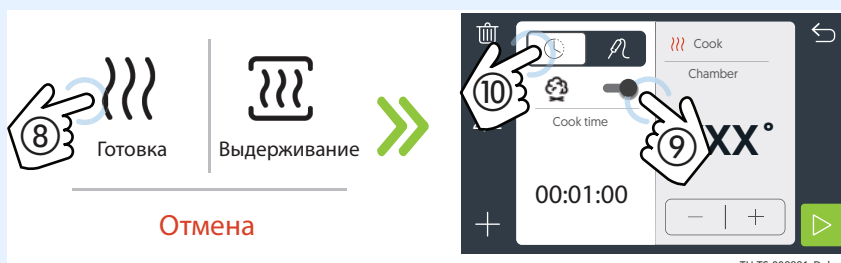 8
Готовка
Выдерживание
Отмена
10
Cook
Chamber
Cook time
9
XX°
00:01:00